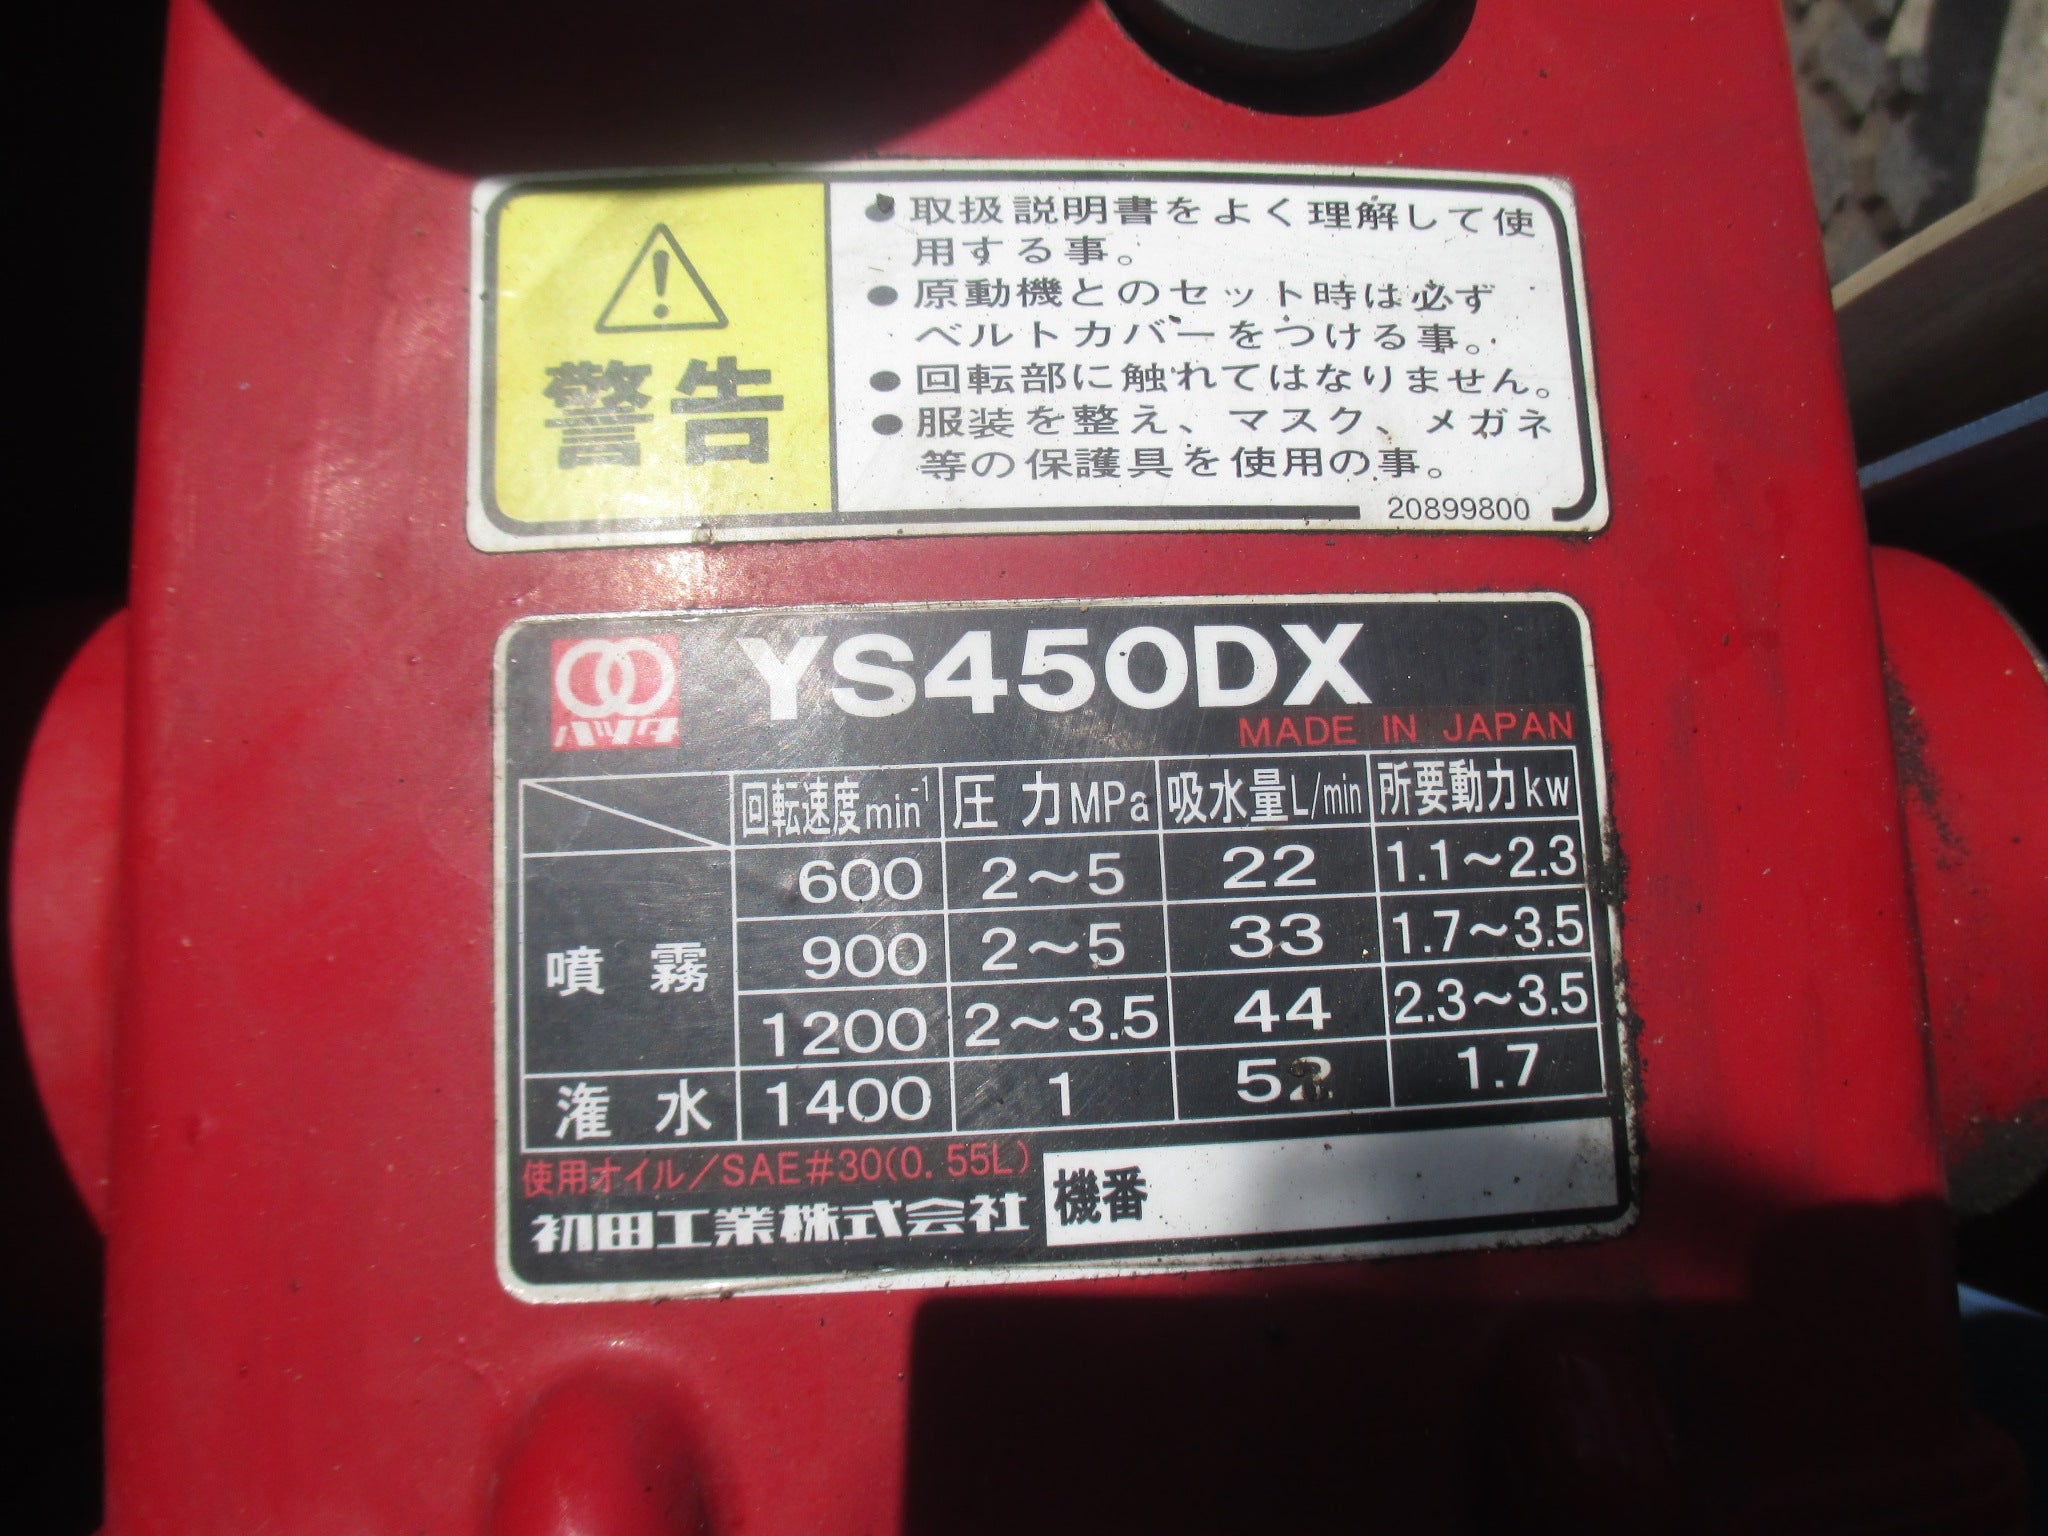 警告
●取扱説明書をよく理解して使
用する事。
●原動機とのセット時は必ず
ベルトカバーをつける事。
●回転部に触れてはなりません。
●服装を整え、マスク、メガネ
等の保護具を使用の事。
20899800
ハツタ YS450DX
MADE IN JAPAN
回転速度min⁻¹ 圧力MPa 吸水量L/min 所要動力kw
噴霧 600 2～5 22 1.1～2.3
900 2～5 33 1.7～3.5
1200 2～3.5 44 2.3～3.5
潅水 1400 1 52 1.7
使用オイル/SAE#30(0.55L)
初田工業株式会社 機番